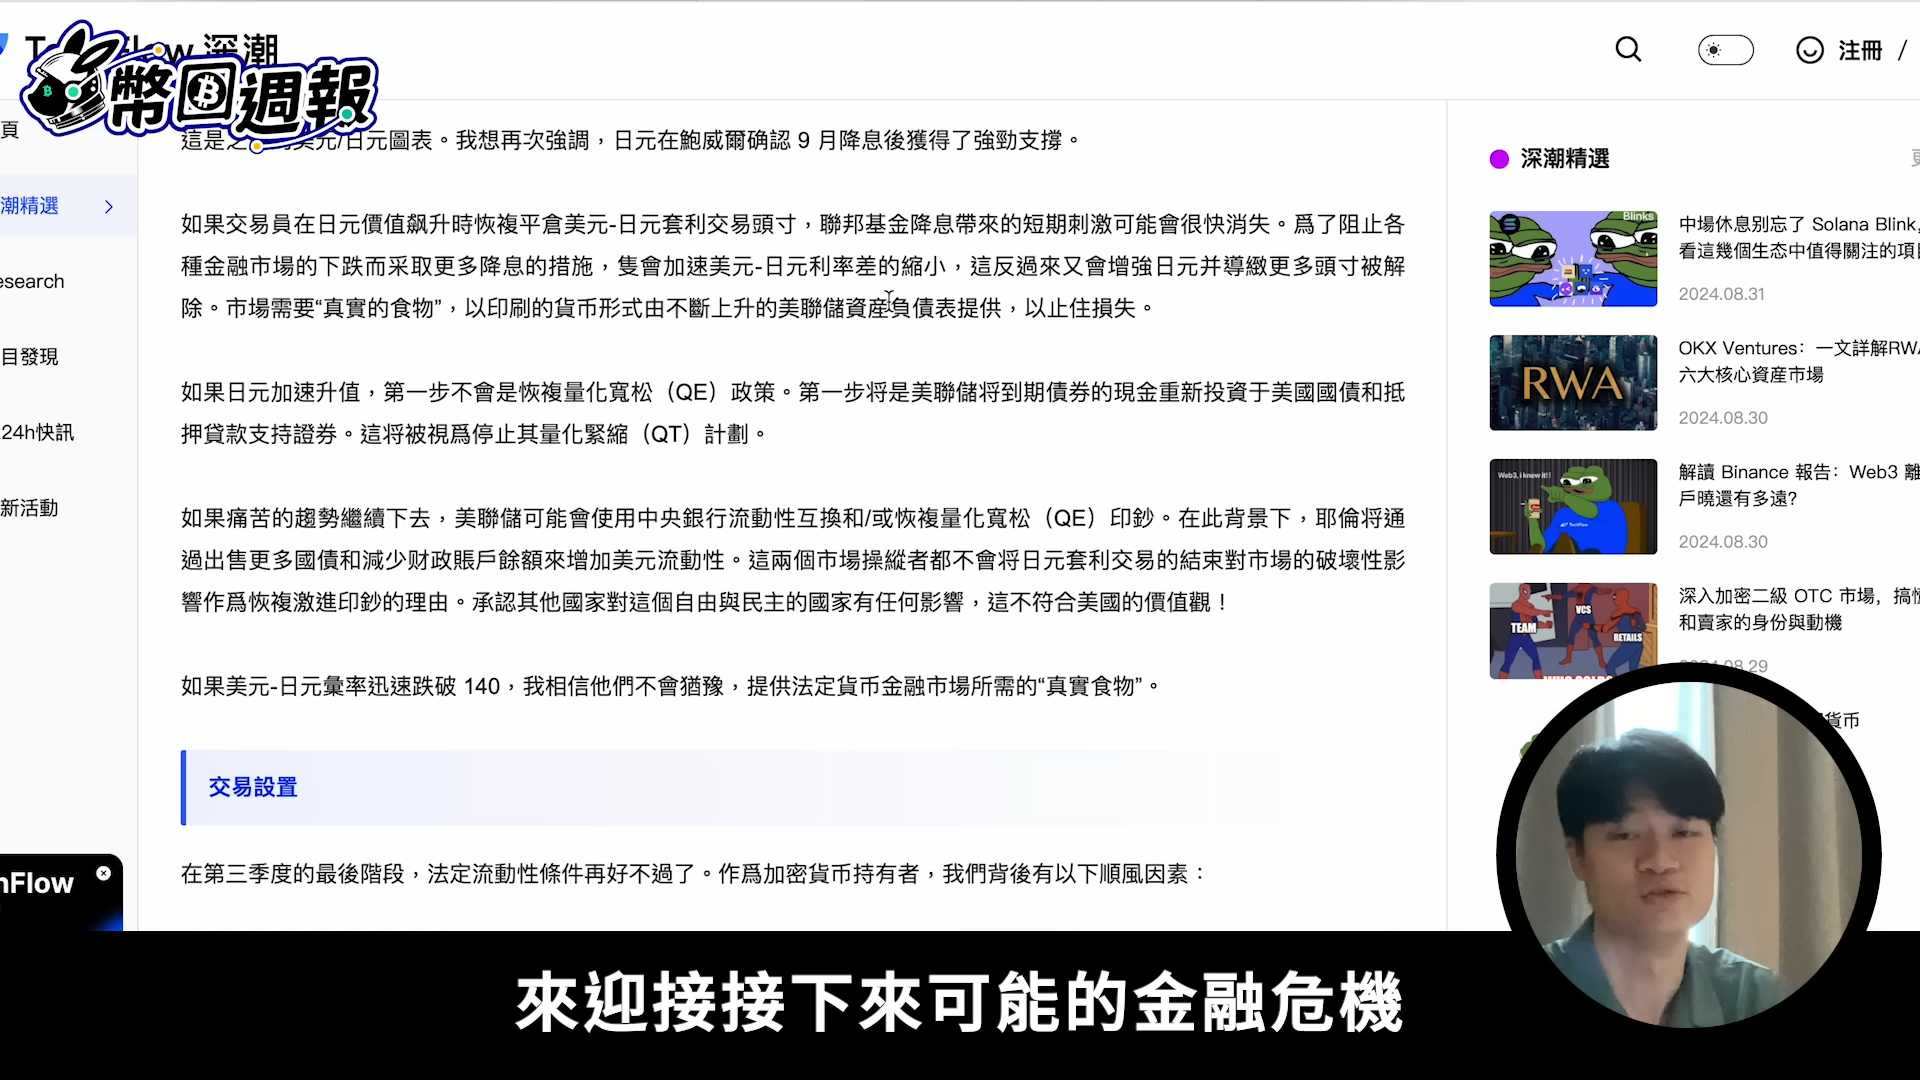 TechFlow 深潮
幣圈週報
注冊 /
頁
潮精選
esearch
目發現
24h快訊
新活動
nFlow
這是之前的美元/日元圖表。我想再次強調，日元在鮑威爾确認 9 月降息後獲得了強勁支撐。
如果交易員在日元價值飙升時恢複平倉美元-日元套利交易頭寸，聯邦基金降息帶來的短期刺激可能會很快消失。爲了阻止各
種金融市場的下跌而采取更多降息的措施，隻會加速美元-日元利率差的縮小，這反過來又會增強日元并導緻更多頭寸被解
除。市場需要“真實的食物”，以印刷的貨币形式由不斷上升的美聯儲資産負債表提供，以止住損失。
如果日元加速升值，第一步不會是恢複量化寬松（QE）政策。第一步将是美聯儲将到期債券的現金重新投資于美國國債和抵
押貸款支持證券。這将被視爲停止其量化緊縮（QT）計劃。
如果痛苦的趨勢繼續下去，美聯儲可能會使用中央銀行流動性互換和/或恢複量化寬松（QE）印鈔。在此背景下，耶倫将通
過出售更多國債和減少财政賬戶餘額來增加美元流動性。這兩個市場操縱者都不會将日元套利交易的結束對市場的破壞性影
響作爲恢複激進印鈔的理由。承認其他國家對這個自由與民主的國家有任何影響，這不符合美國的價值觀！
如果美元-日元彙率迅速跌破 140，我相信他們不會猶豫，提供法定貨币金融市場所需的“真實食物”。
交易設置
在第三季度的最後階段，法定流動性條件再好不過了。作爲加密貨币持有者，我們背後有以下順風因素：
深潮精選
Blinks
中場休息别忘了 Solana Blink,
看這幾個生态中值得關注的項目
2024.08.31
RWA
OKX Ventures：一文詳解RWA
六大核心資産市場
2024.08.30
Web3, i knew it!!
TechFlow
解讀 Binance 報告：Web3 離
戶曉還有多遠?
2024.08.30
TEAM
VCS
RETAILS
深入加密二級 OTC 市場，搞
和賣家的身份與動機
2024.08.29
貨币
來迎接接下來可能的金融危機